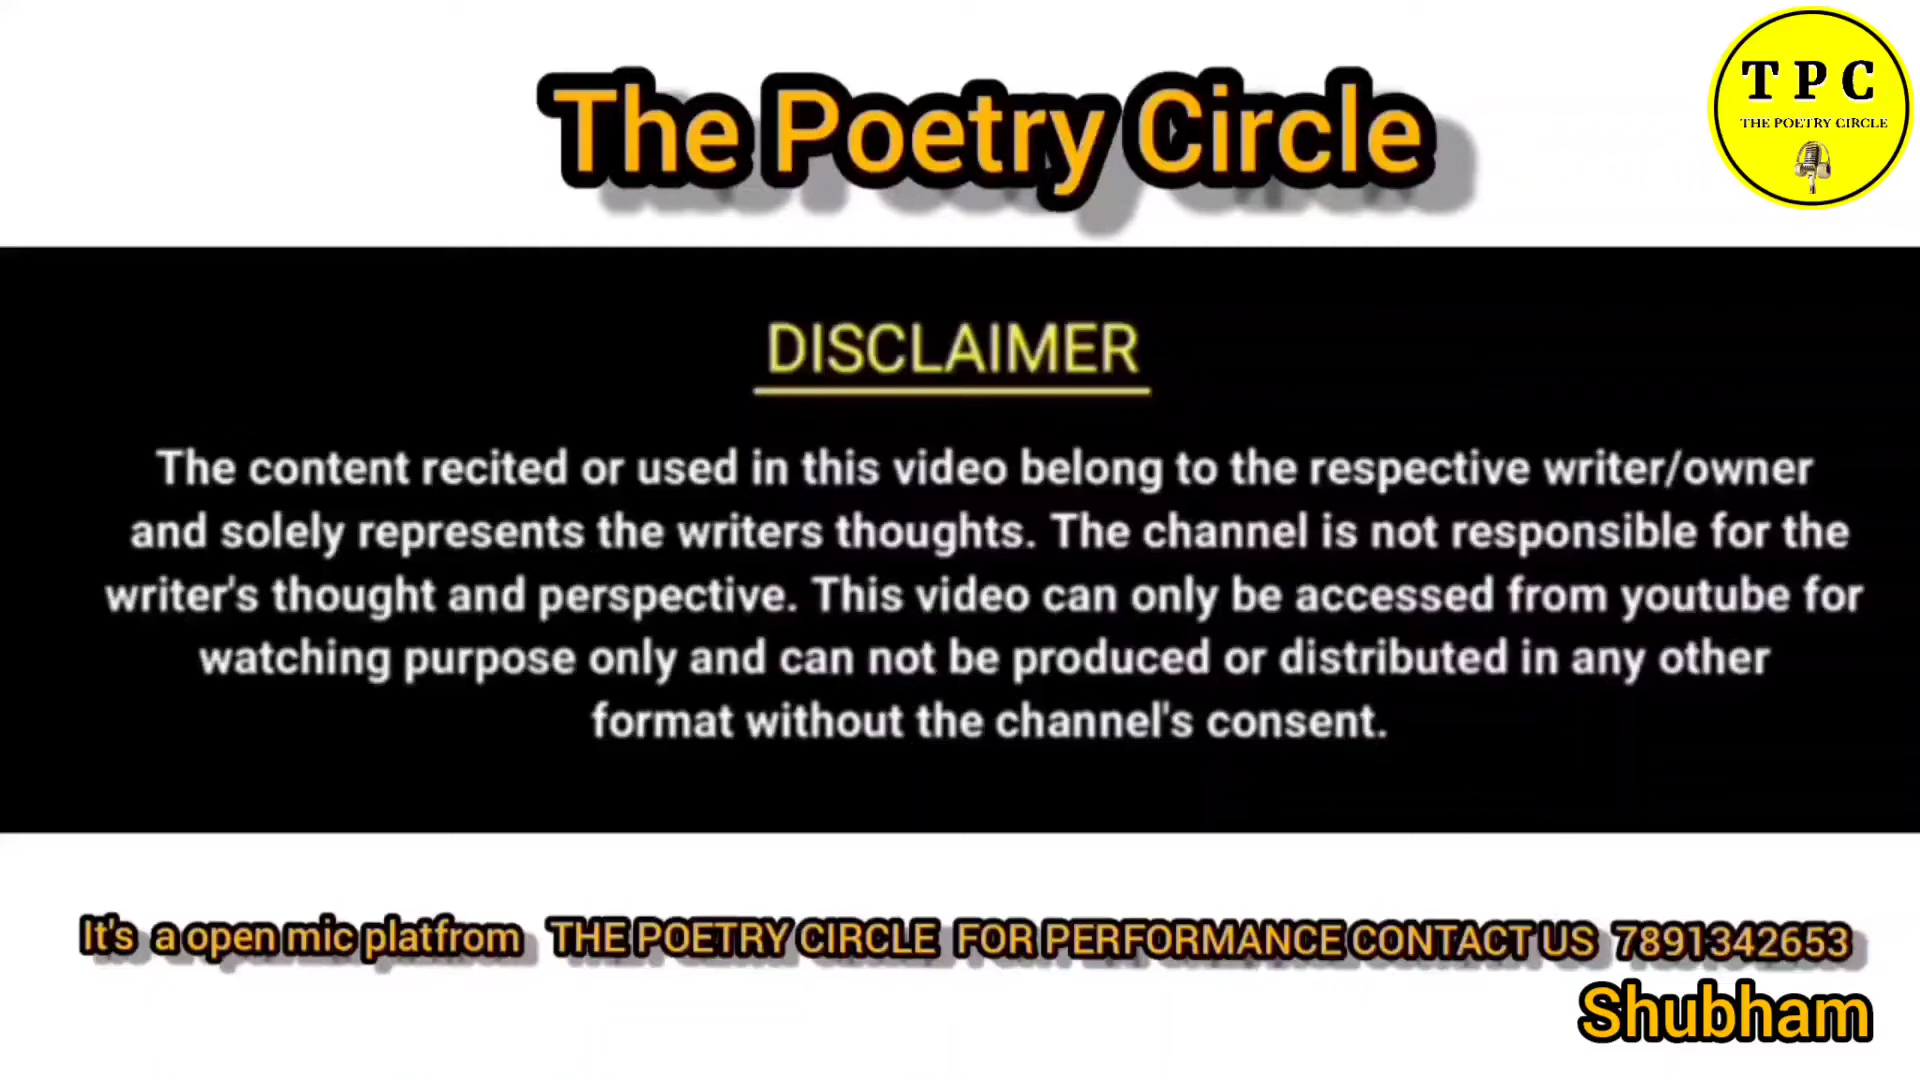 The Poetry Circle
T P C
THE POETRY CIRCLE
DISCLAIMER
The content recited or used in this video belong to the respective writer/owner
and solely represents the writers thoughts. The channel is not responsible for the
writer's thought and perspective. This video can only be accessed from youtube for
watching purpose only and can not be produced or distributed in any other
format without the channel's consent.
It's a open mic platfrom THE POETRY CIRCLE FOR PERFORMANCE CONTACT US 7891342653
Shubham